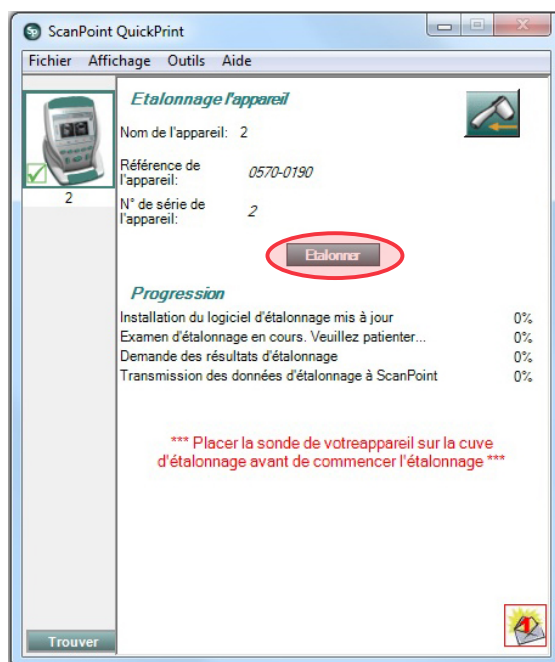 ScanPoint QuickPrint
Fichier Affichage Outils Aide
Etalonnage l'appareil
Nom de l'appareil: 2
Référence de
l'appareil: 0570-0190
N° de série de
l'appareil: 2
2
Etalonner
Progression
Installation du logiciel d'étalonnage mis à jour 0%
Examen d'étalonnage en cours. Veuillez patienter... 0%
Demande des résultats d'étalonnage 0%
Transmission des données d'étalonnage à ScanPoint 0%
*** Placer la sonde de votreappareil sur la cuve
d'étalonnage avant de commencer l'étalonnage ***
Trouver